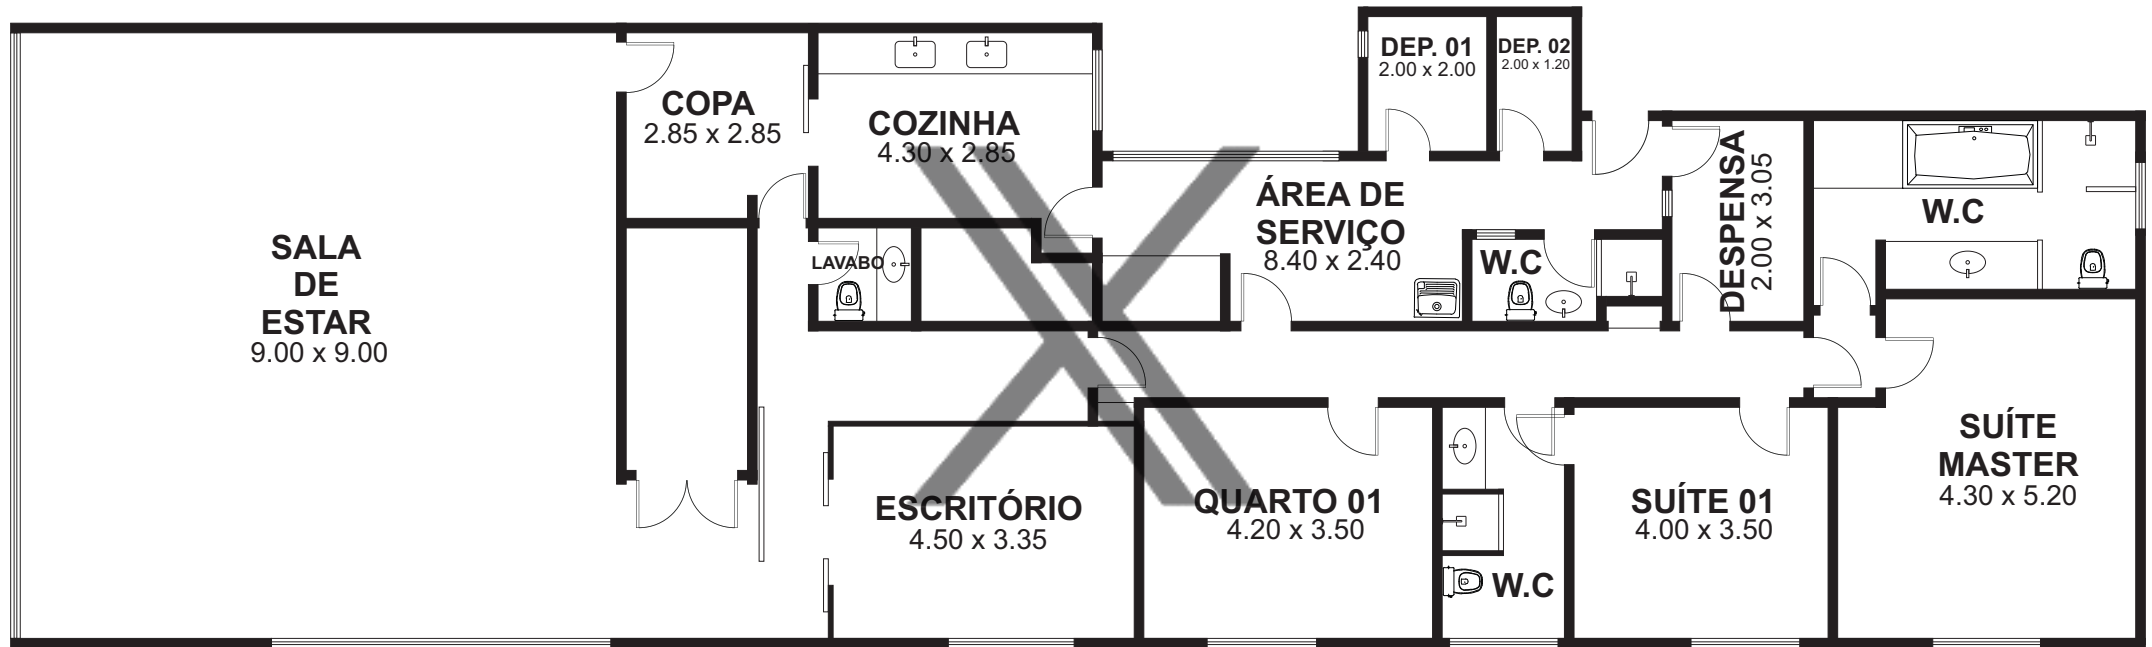 SALA
DE
ESTAR
9.00 x 9.00
COPA
2.85 x 2.85
COZINHA
4.30 x 2.85
LAVABO
DEP. 01
2.00 x 2.00
DEP. 02
2.00 x 1.20
ÁREA DE
SERVIÇO
8.40 x 2.40
W.C
DESPENSA
2.00 x 3.05
W.C
ESCRITÓRIO
4.50 x 3.35
QUARTO 01
4.20 x 3.50
W.C
SUÍTE 01
4.00 x 3.50
SUÍTE
MASTER
4.30 x 5.20